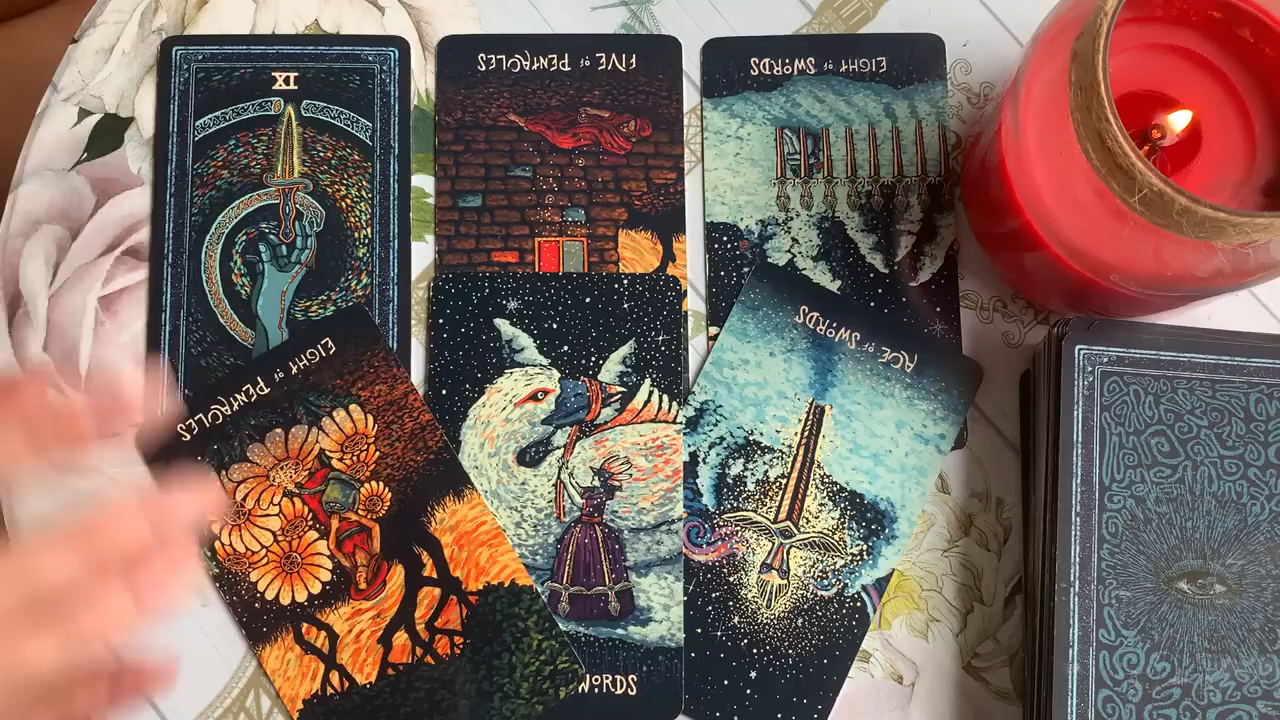 XI
FIVE OF PENTACLES
EIGHT OF SWORDS
EIGHT OF PENTACLES
ACE OF SWORDS
WORDS